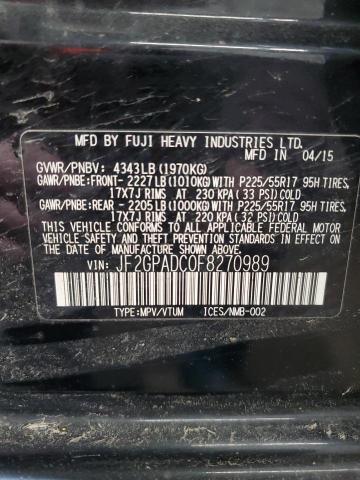 MFD BY FUJI HEAVY INDUSTRIES LTD.
MFD IN 04/15
GVWR/PNBV: 4343LB (1970KG)
GAWR/PNBE:FRONT- 2227LB(1010KG)WITH P225/55R17 95H TIRES,
17X7J RIMS AT 230 KPA (33 PSI)COLD
GAWR/PNBE:REAR - 2205LB(1000KG)WITH P225/55R17 95H TIRES,
17X7J RIMS AT 220 KPA (32 PSI)COLD
THIS VEHICLE CONFORMS TO ALL APPLICABLE
FEDERAL MOTOR VEHICLE SAFETY, BUMPER,
AND THEFT PREVENTION STANDARDS IN EFFECT ON
THE DATE OF MANUFACTURE SHOWN ABOVE.
VIN: JF2GPADC0F8270989
TYPE:MPV/VTUM ICES/NMB-002